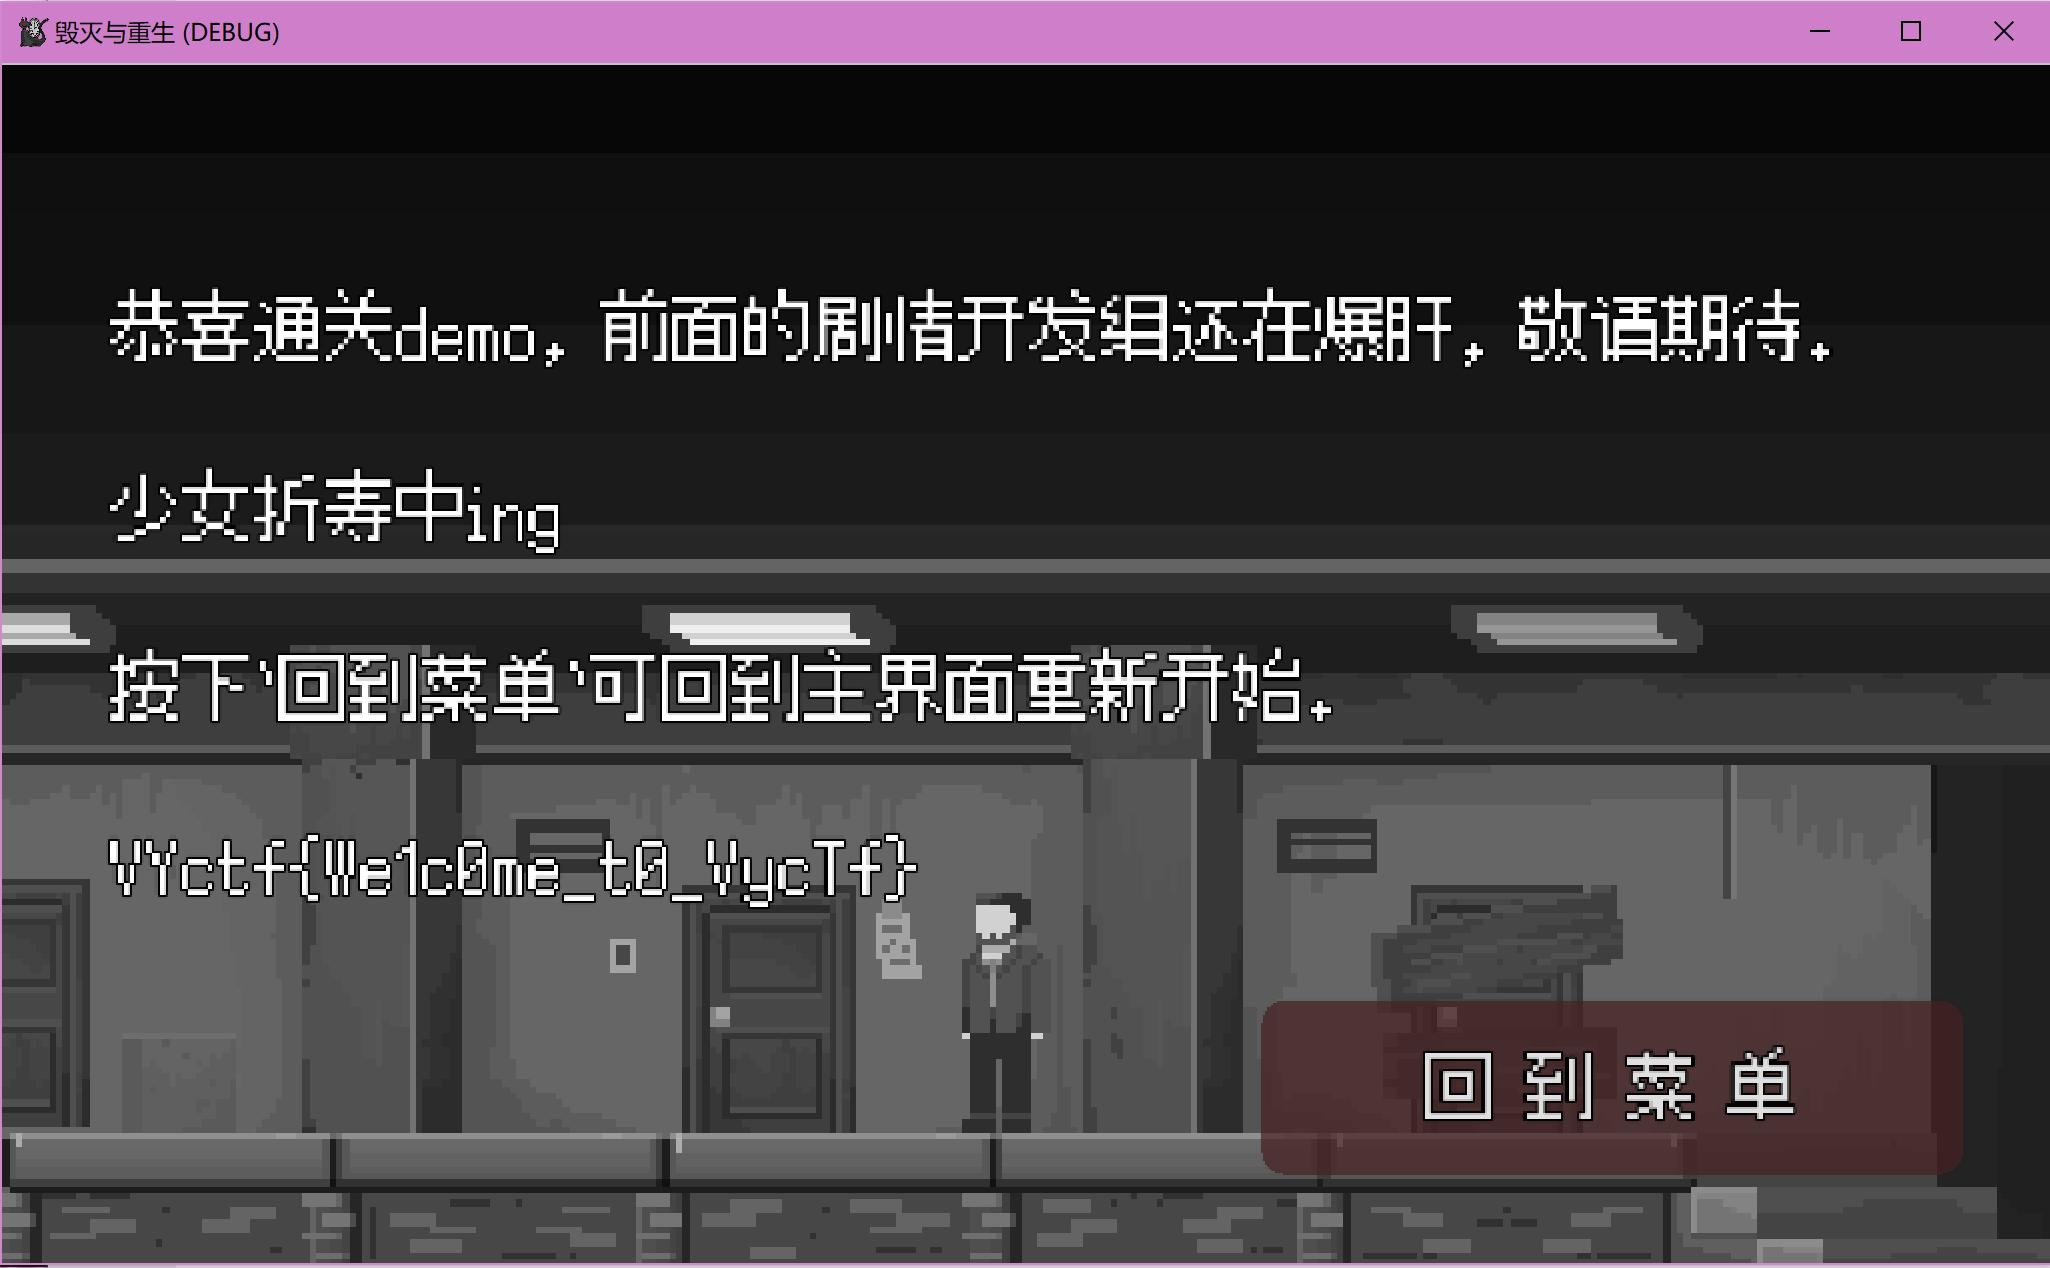 毁灭与重生 (DEBUG)
恭喜通关demo，前面的剧情开发组还在爆肝，敬请期待.
少女折寿中ing
按下‘回到菜单‘可回到主界面重新开始.
VYctf{We1c0me_t0_VycTf}
回到菜单